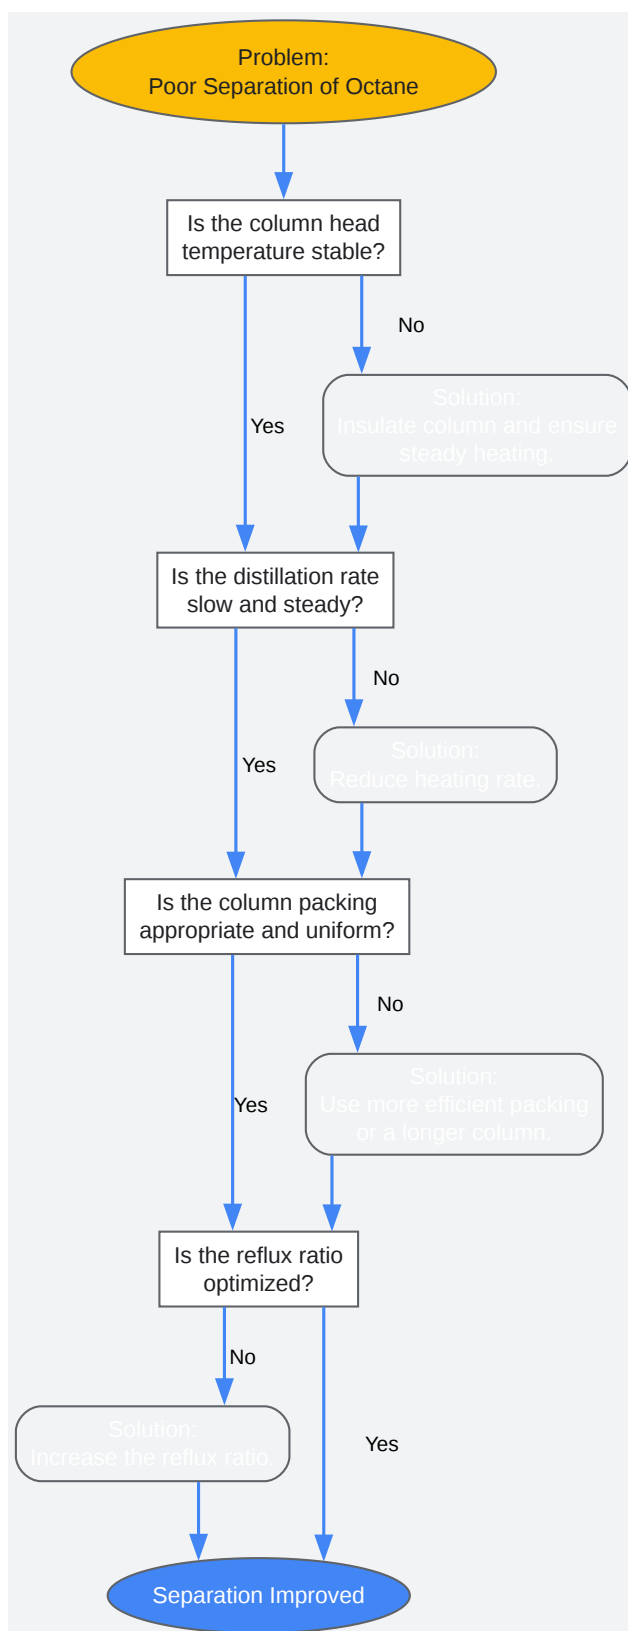 Problem:
Poor Separation of Octane
Is the column head
temperature stable?
No
Solution:
Insulate column and ensure
steady heating.
Yes
Is the distillation rate
slow and steady?
No
Solution:
Reduce heating rate.
Yes
Is the column packing
appropriate and uniform?
No
Solution:
Use more efficient packing
or a longer column.
Yes
Is the reflux ratio
optimized?
No
Solution:
Increase the reflux ratio.
Yes
Separation Improved